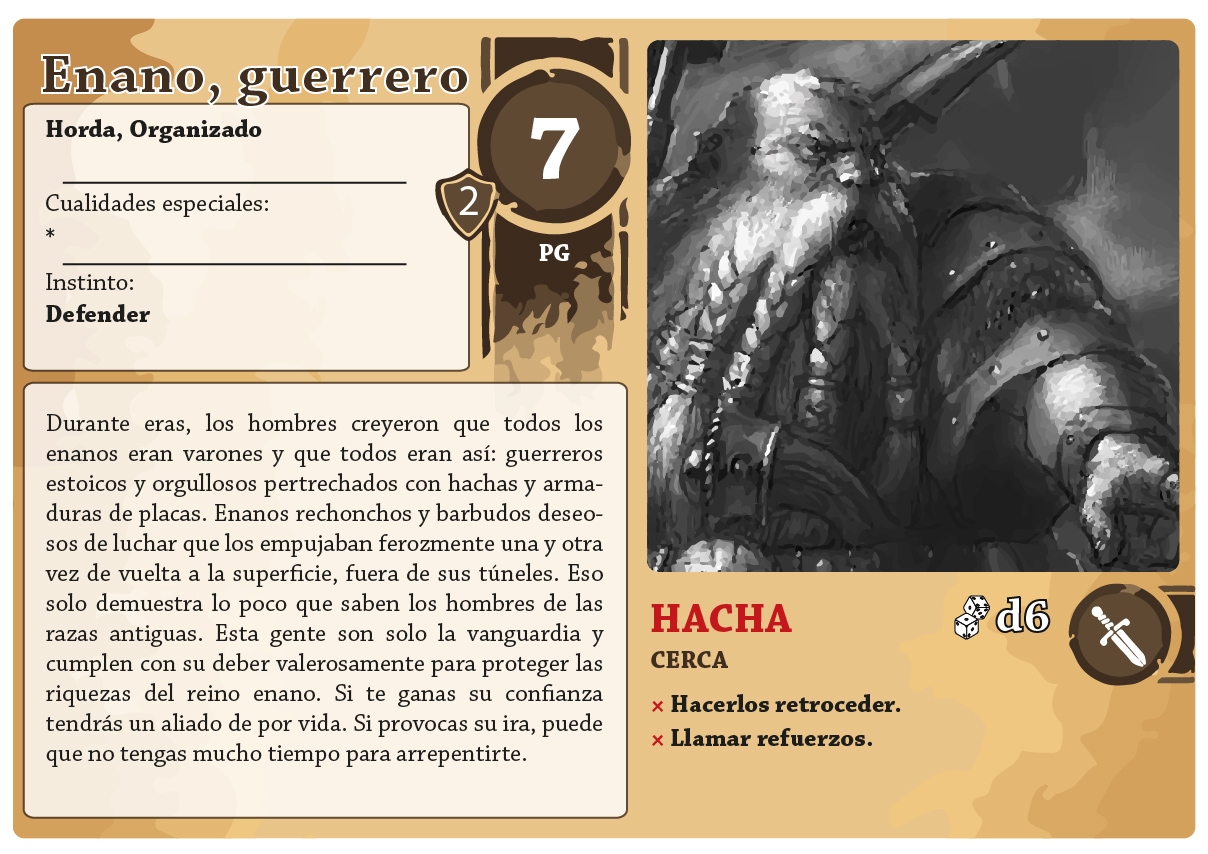 Enano, guerrero
Horda, Organizado
Cualidades especiales:
*
Instinto:
Defender
7
2
PG
Durante eras, los hombres creyeron que todos los
enanos eran varones y que todos eran así: guerreros
estoicos y orgullosos pertrechados con hachas y arma-
duras de placas. Enanos rechonchos y barbudos deseo-
sos de luchar que los empujaban ferozmente una y otra
vez de vuelta a la superficie, fuera de sus túneles. Eso
solo demuestra lo poco que saben los hombres de las
razas antiguas. Esta gente son solo la vanguardia y
cumplen con su deber valerosamente para proteger las
riquezas del reino enano. Si te ganas su confianza
tendrás un aliado de por vida. Si provocas su ira, puede
que no tengas mucho tiempo para arrepentirte.
HACHA
d6
CERCA
× Hacerlos retroceder.
× Llamar refuerzos.